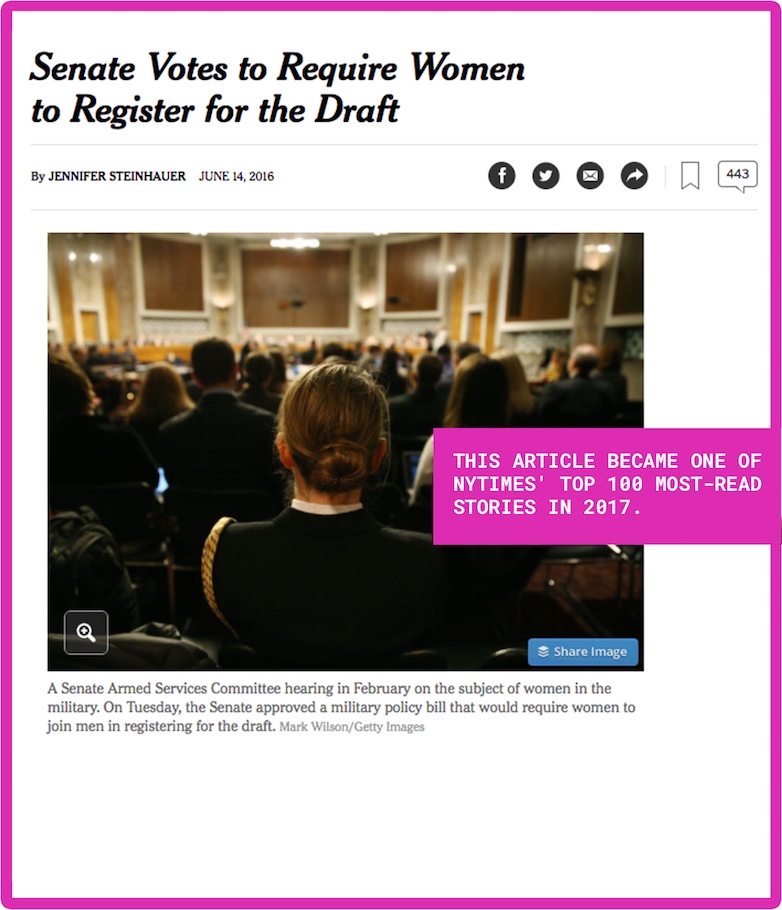 Senate Votes to Require Women
to Register for the Draft
By JENNIFER STEINHAUER JUNE 14, 2016
443
THIS ARTICLE BECAME ONE OF
NYTIMES' TOP 100 MOST-READ
STORIES IN 2017.
Share Image
A Senate Armed Services Committee hearing in February on the subject of women in the
military. On Tuesday, the Senate approved a military policy bill that would require women to
join men in registering for the draft. Mark Wilson/Getty Images